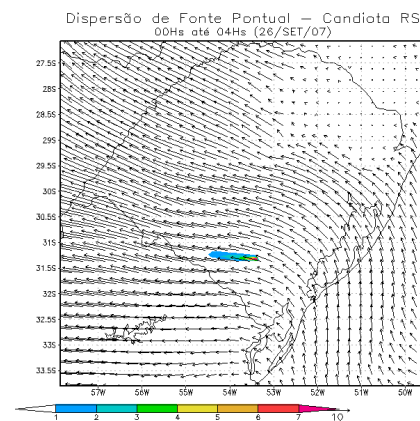 Dispersão de Fonte Pontual – Candiota RS
00Hs até 04Hs (26/SET/07)
27.5S
28S
28.5S
29S
29.5S
30S
30.5S
31S
31.5S
32S
32.5S
33S
33.5S
57W 56W 55W 54W 53W 52W 51W 50W
1 2 3 4 5 6 7 10